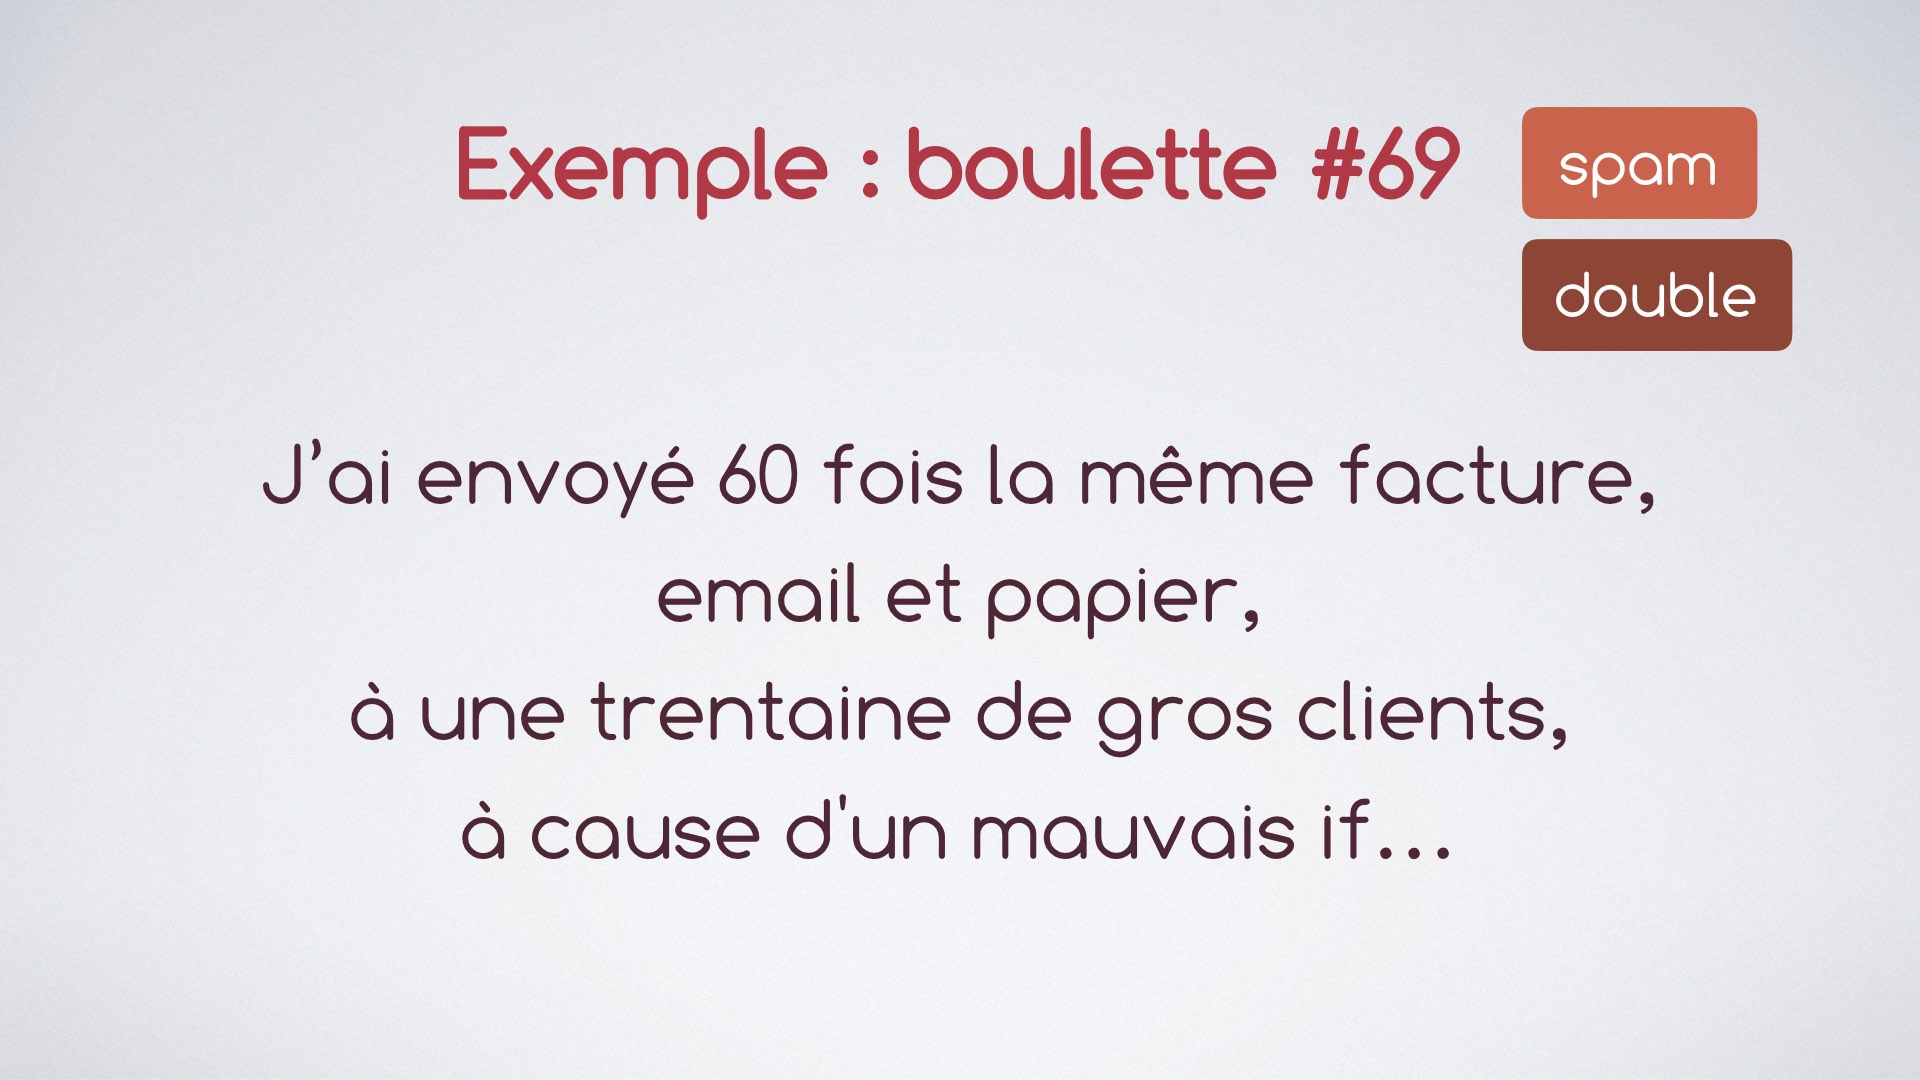 Exemple : boulette #69
spam
double
J’ai envoyé 60 fois la même facture,
email et papier,
à une trentaine de gros clients,
à cause d'un mauvais if...